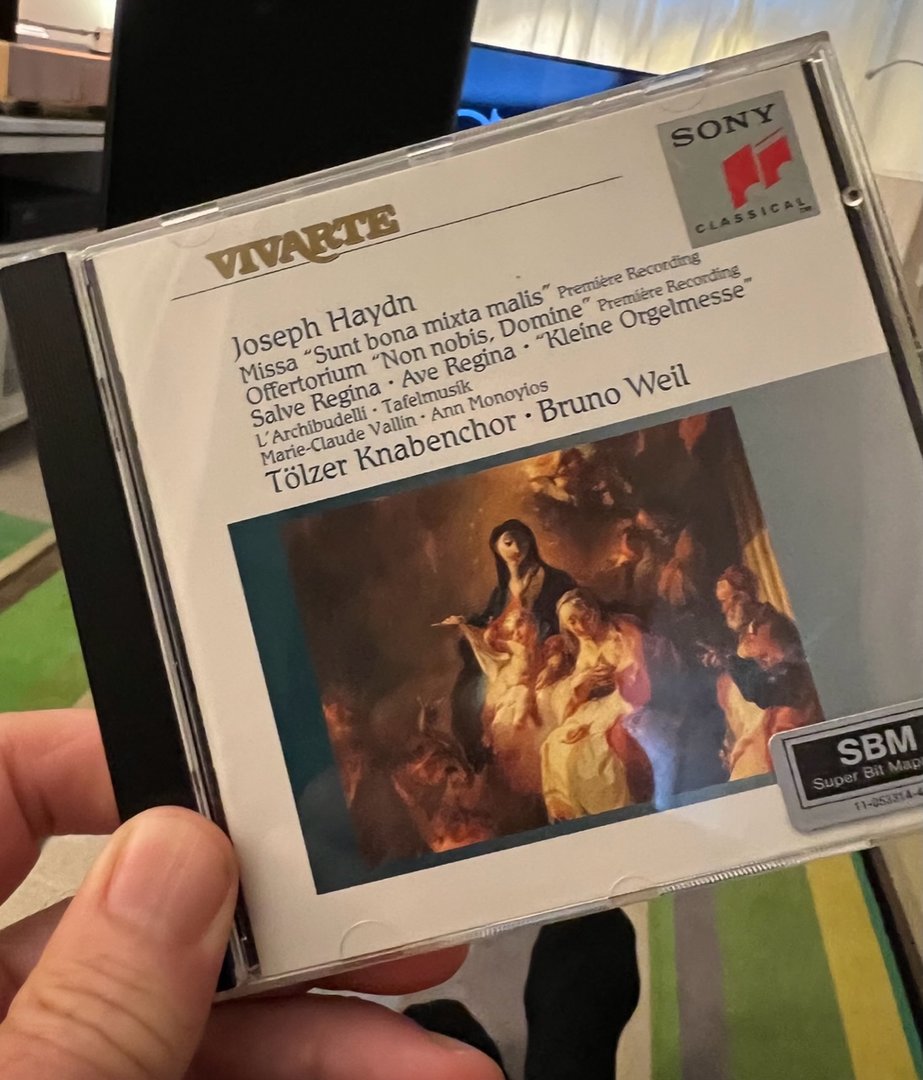 SONY
CLASSICAL
VIVARTE
Joseph Haydn
Missa "Sunt bona mixta malis" Première Recording
Offertorium "Non nobis, Domine" Première Recording
Salve Regina · Ave Regina · "Kleine Orgelmesse"
L'Archibudelli · Tafelmusik
Marie-Claude Vallin · Ann Monoyios
Tölzer Knabenchor · Bruno Weil
SBM
Super Bit Map